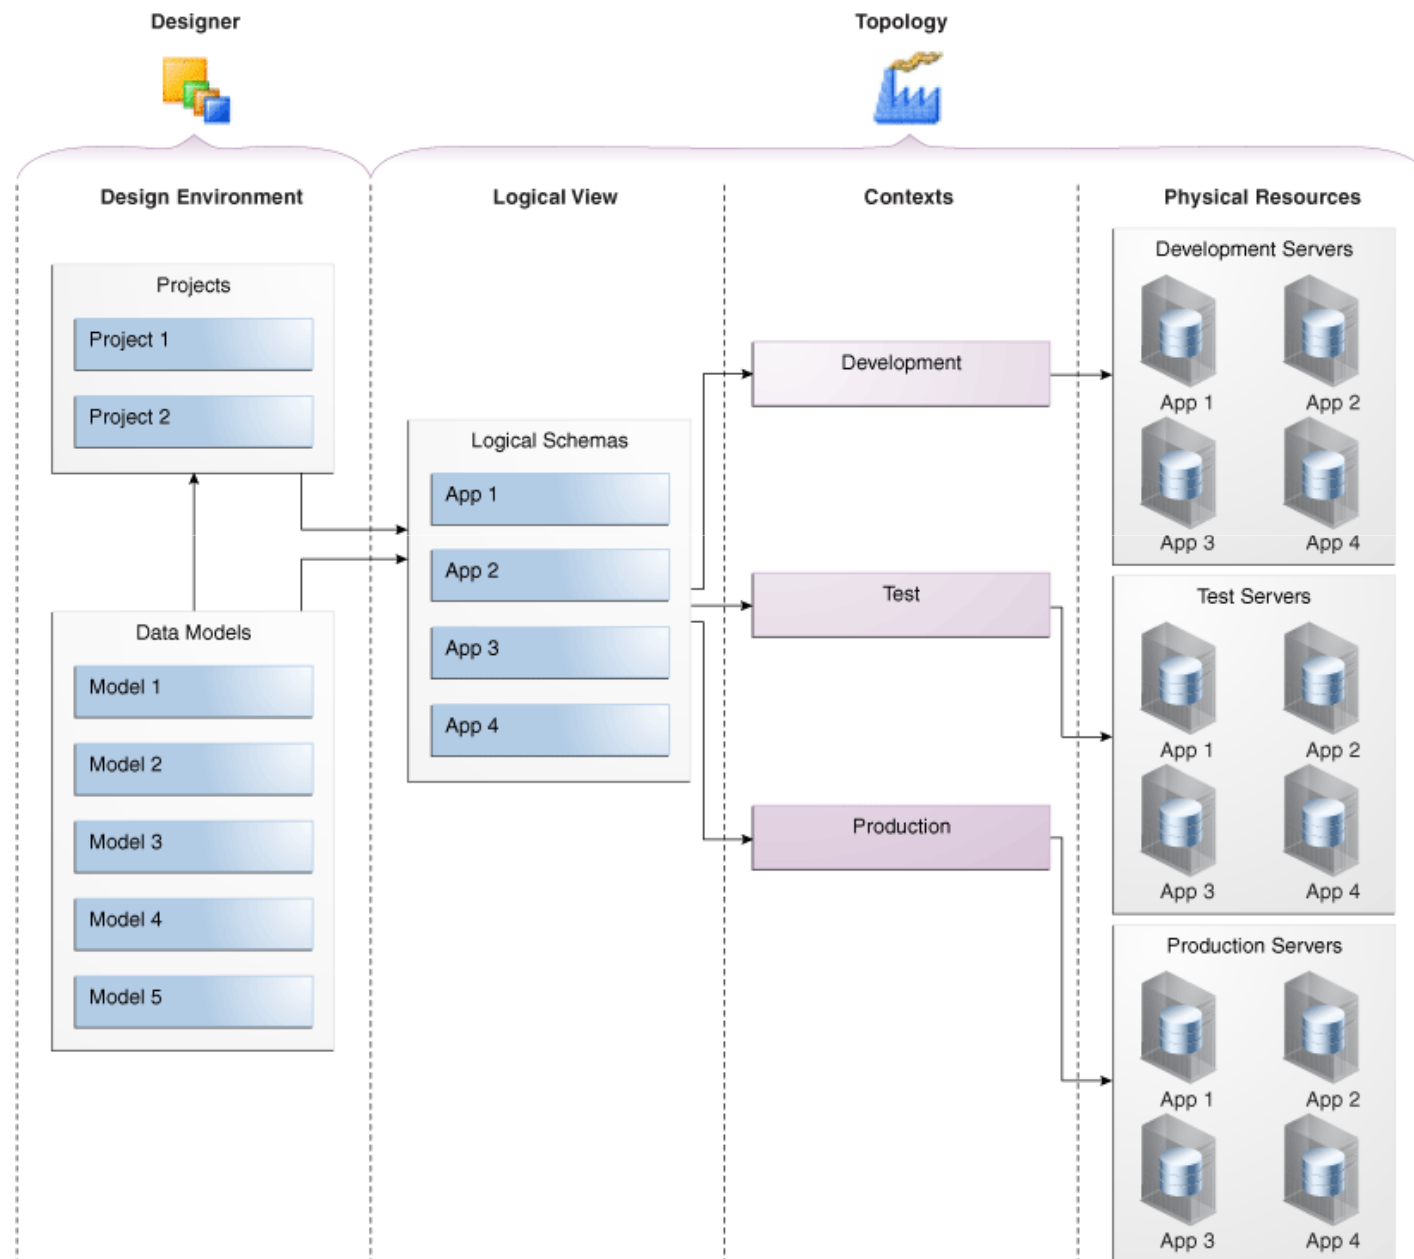 Designer
Topology
Design Environment
Logical View
Contexts
Physical Resources
Projects
Project 1
Project 2
Data Models
Model 1
Model 2
Model 3
Model 4
Model 5
Logical Schemas
App 1
App 2
App 3
App 4
Development
Test
Production
Development Servers
App 1
App 2
App 3
App 4
Test Servers
App 1
App 2
App 3
App 4
Production Servers
App 1
App 2
App 3
App 4